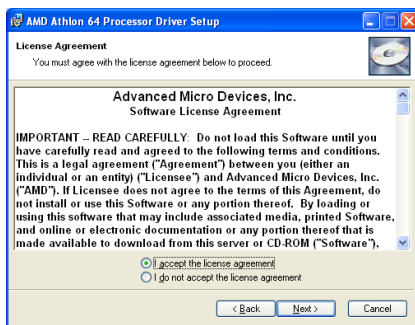 AMD Athlon 64 Processor Driver Setup
License Agreement
You must agree with the license agreement below to proceed.
Advanced Micro Devices, Inc.
Software License Agreement
IMPORTANT -- READ CAREFULLY: Do not load this Software until you
have carefully read and agreed to the following terms and conditions.
This is a legal agreement ("Agreement") between you (either an
individual or an entity) ("Licensee") and Advanced Micro Devices, Inc.
("AMD"). If Licensee does not agree to the terms of this Agreement, do
not install or use this Software or any portion thereof. By loading or
using this software that may include associated media, printed Software,
and online or electronic documentation or any portion thereof that is
made available to download from this server or CD-ROM ("Software"),
I accept the license agreement
I do not accept the license agreement
< Back
Next >
Cancel